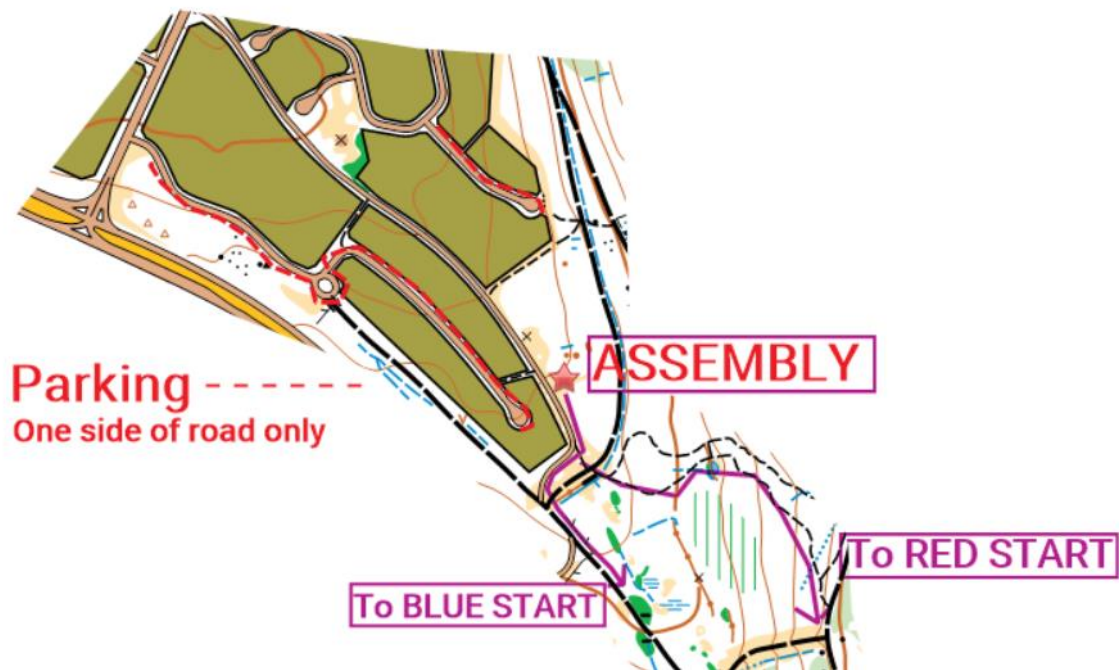 ASSEMBLY
Parking
One side of road only
To RED START
To BLUE START